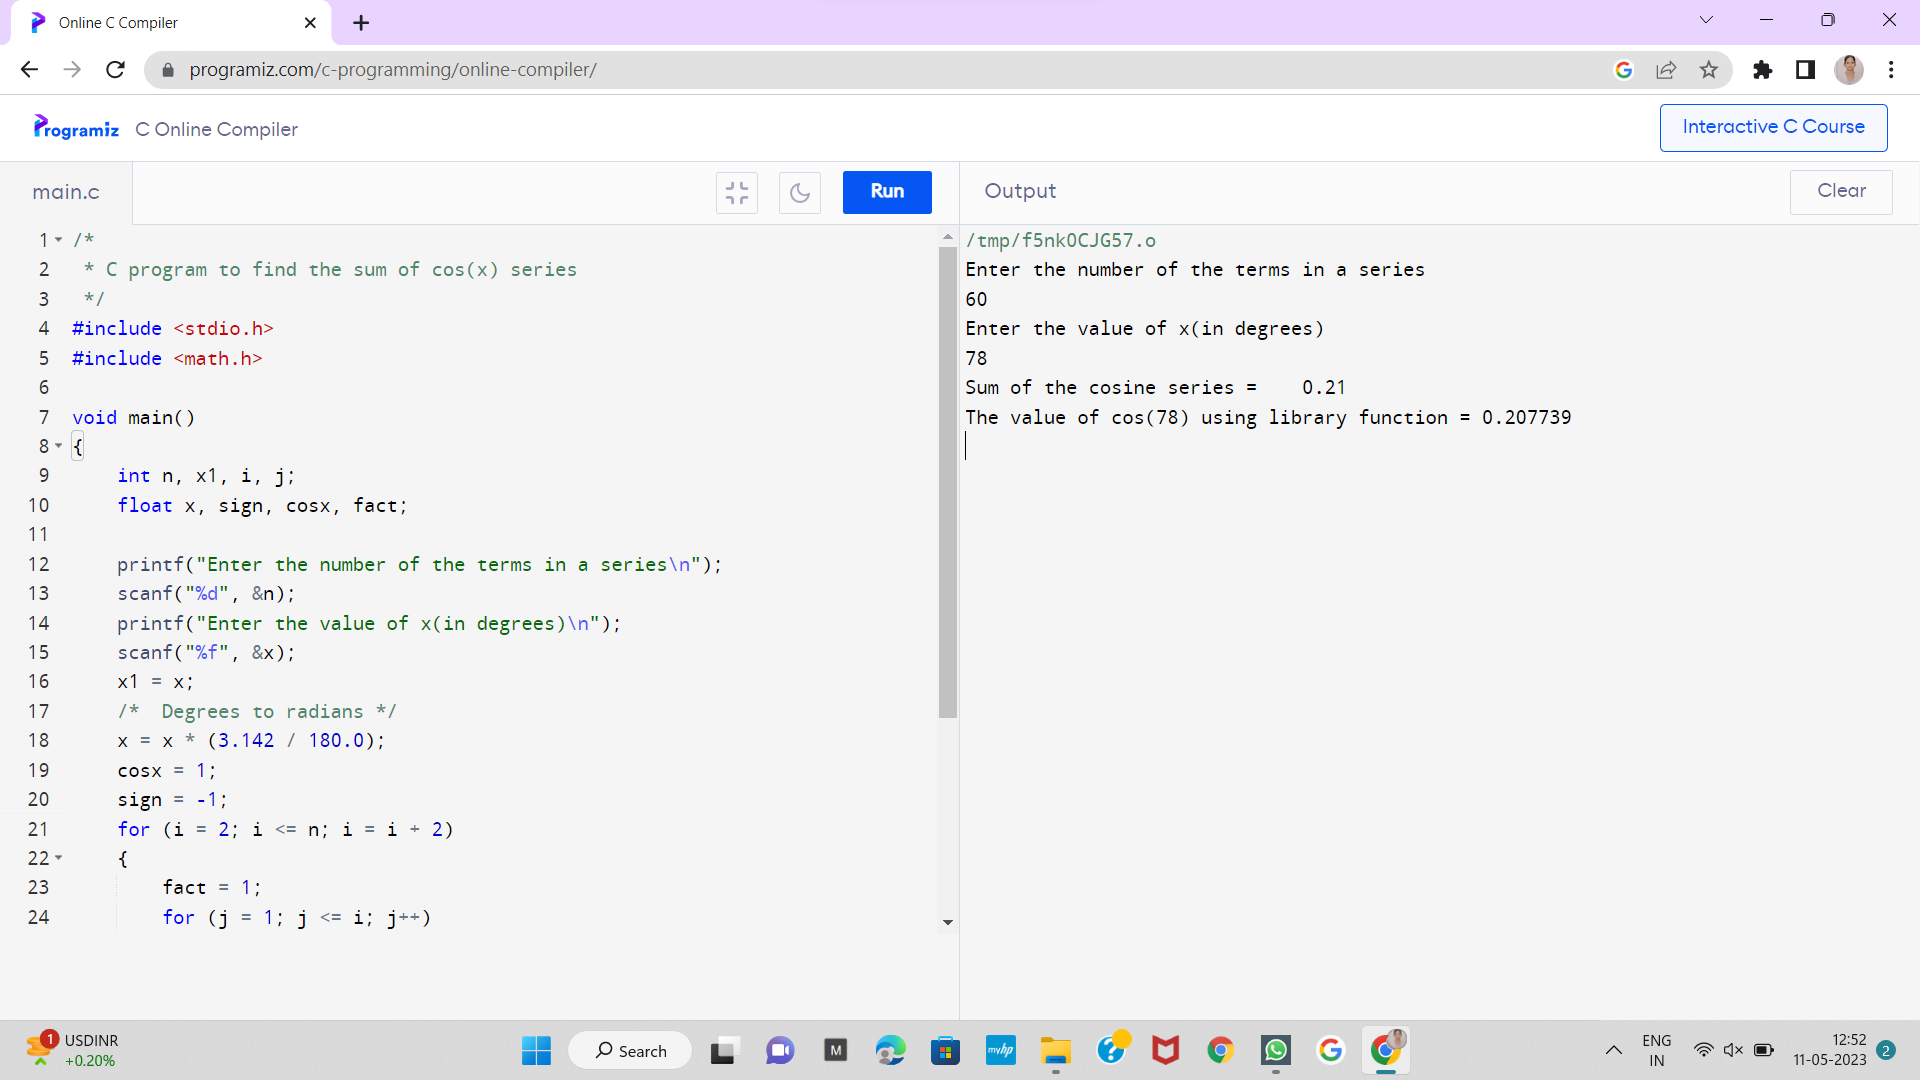 Online C Compiler
programiz.com/c-programming/online-compiler/
Programiz C Online Compiler
Interactive C Course
main.c
Run
Output
Clear
1 /*
2 * C program to find the sum of cos(x) series
3 */
4 #include <stdio.h>
5 #include <math.h>
6
7 void main()
8 {
9 int n, x1, i, j;
10 float x, sign, cosx, fact;
11
12 printf("Enter the number of the terms in a series\n");
13 scanf("%d", &n);
14 printf("Enter the value of x(in degrees)\n");
15 scanf("%f", &x);
16 x1 = x;
17 /*  Degrees to radians */
18 x = x * (3.142 / 180.0);
19 cosx = 1;
20 sign = -1;
21 for (i = 2; i <= n; i = i + 2)
22 {
23 fact = 1;
24 for (j = 1; j <= i; j++)
/tmp/f5nk0CJG57.o
Enter the number of the terms in a series
60
Enter the value of x(in degrees)
78
Sum of the cosine series =    0.21
The value of cos(78) using library function = 0.207739
1
USDINR
+0.20%
Search
M
myhp
?
G
ENG
IN
12:52
11-05-2023
2